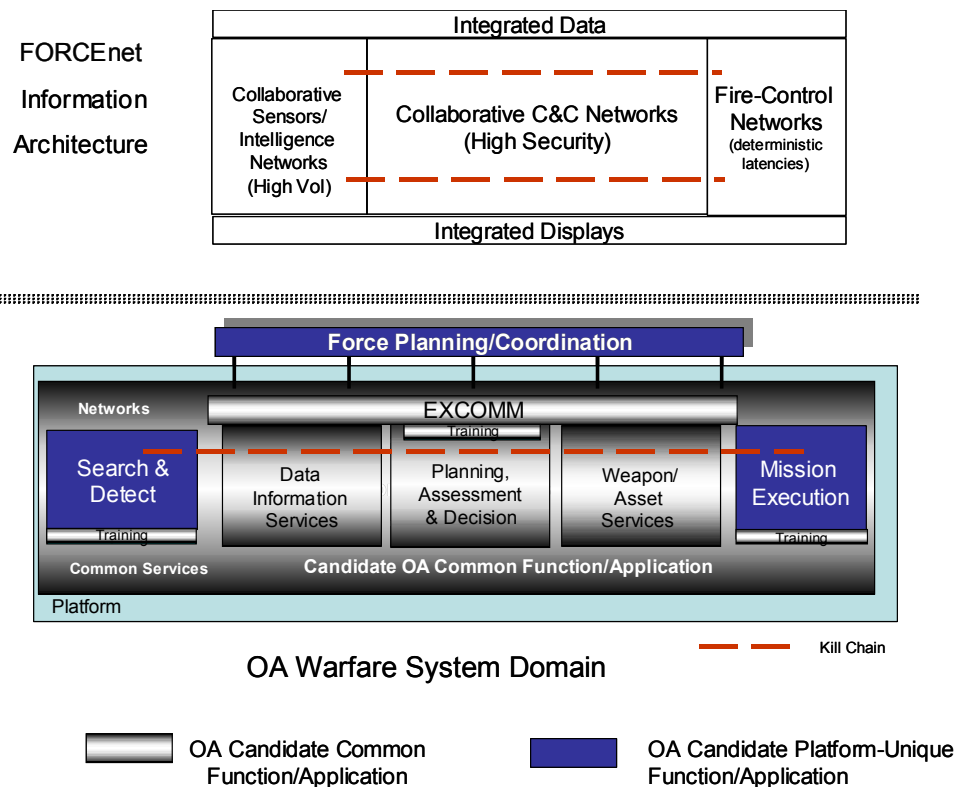 Integrated Data
FORCEnet
Information
Architecture
Collaborative
Sensors/
Intelligence
Networks
(High Vol)
Collaborative C&C Networks
(High Security)
Fire-Control
Networks
(deterministic
latencies)
Integrated Displays
Force Planning/Coordination
Networks
EXCOMM
Training
Search &
Detect
Training
Data
Information
Services
Planning,
Assessment
& Decision
Weapon/
Asset
Services
Mission
Execution
Training
Common Services
Candidate OA Common Function/Application
Platform
Kill Chain
OA Warfare System Domain
OA Candidate Common
Function/Application
OA Candidate Platform-Unique
Function/Application